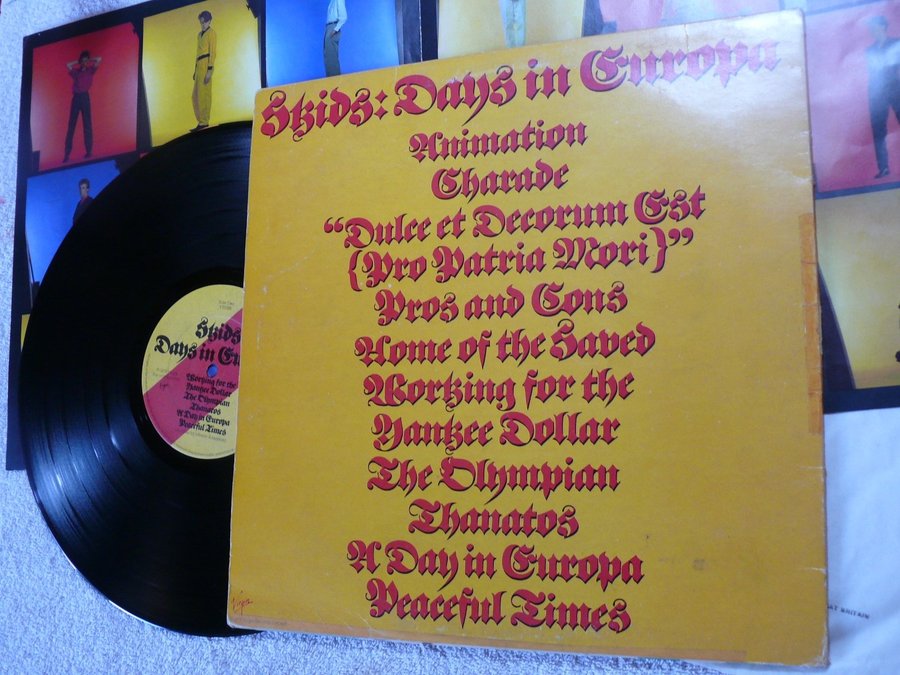 Skids: Days in Europa
Animation
Charade
“Dulce et Decorum Est
{Pro Patria Mori}”
Pros and Cons
Home of the Saved
Working for the
Yankee Dollar
The Olympian
Thanatos
A Day in Europa
Peaceful Times
Virgin
Skids
Days in Eu
Working for the
Yankee Dollar
The Olympian
Thanatos
A Day in Europa
Peaceful Times
AT BRITAIN